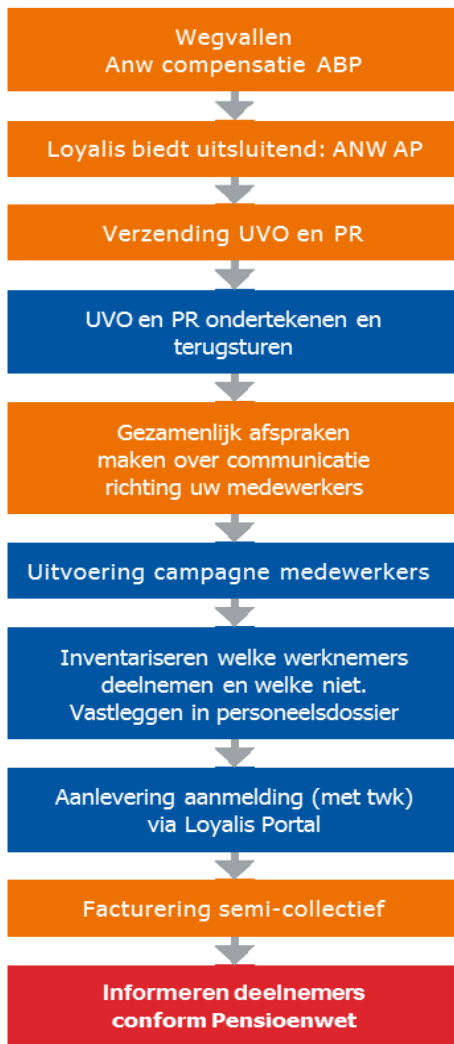 Wegvallen
Anw compensatie ABP
Loyalis biedt uitsluitend: ANW AP
Verzending UVO en PR
UVO en PR ondertekenen en
terugsturen
Gezamenlijk afspraken
maken over communicatie
richting uw medewerkers
Uitvoering campagne medewerkers
Inventariseren welke werknemers
deelnemen en welke niet.
Vastleggen in personeelsdossier
Aanlevering aanmelding (met twk)
via Loyalis Portal
Facturering semi-collectief
Informeren deelnemers
conform Pensioenwet